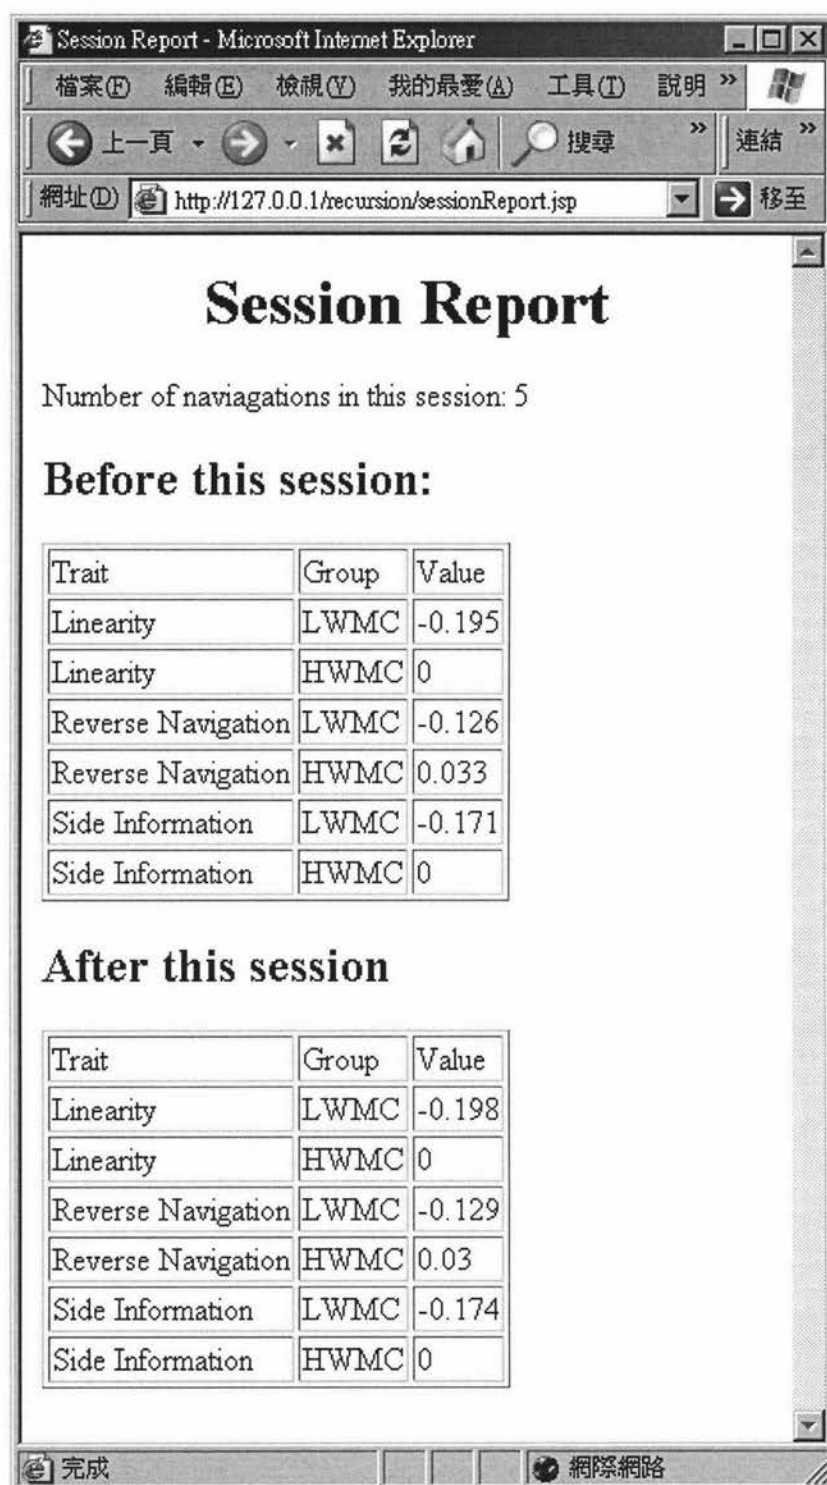 Session Report - Microsoft Internet Explorer
檔案(F) 編輯(E) 檢視(V) 我的最愛(A) 工具(T) 說明 »
上一頁 搜尋 » 連結 »
網址(D) http://127.0.0.1/recursion/sessionReport.jsp 移至
Session Report
Number of naviagations in this session: 5
Before this session:
Trait Group Value
Linearity LWMC -0.195
Linearity HWMC 0
Reverse Navigation LWMC -0.126
Reverse Navigation HWMC 0.033
Side Information LWMC -0.171
Side Information HWMC 0
After this session
Trait Group Value
Linearity LWMC -0.198
Linearity HWMC 0
Reverse Navigation LWMC -0.129
Reverse Navigation HWMC 0.03
Side Information LWMC -0.174
Side Information HWMC 0
完成 網際網路